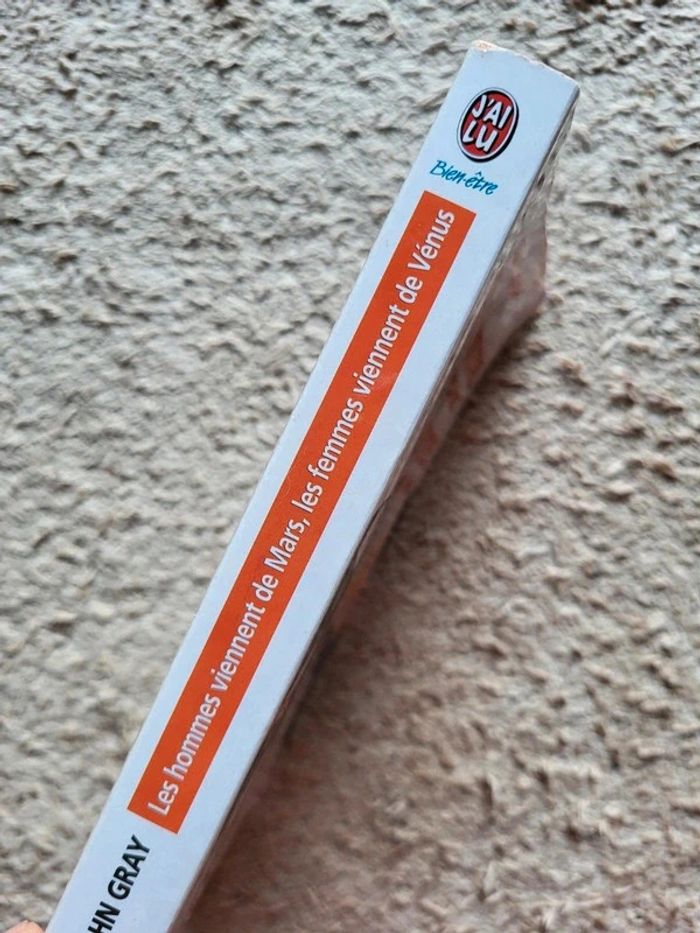 J'AI
LU
Bien-être
Les hommes viennent de Mars, les femmes viennent de Vénus
HN GRAY